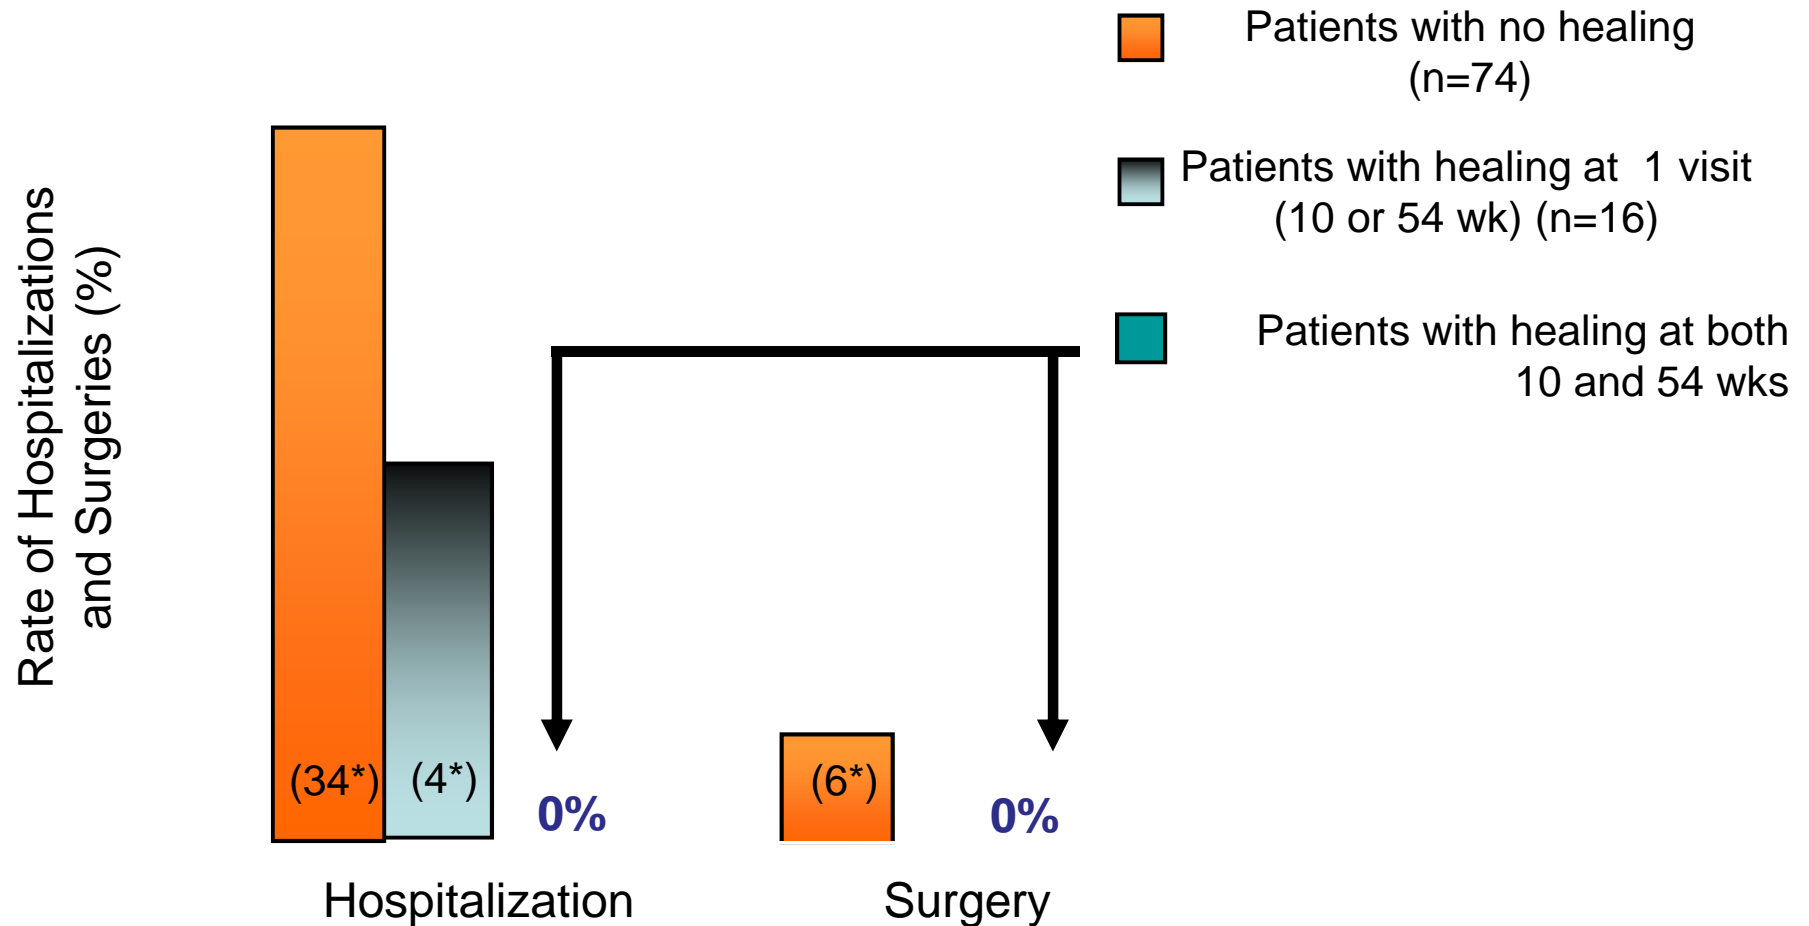 Patients with no healing
(n=74)
Patients with healing at  1 visit
(10 or 54 wk) (n=16)
Patients with healing at both
10 and 54 wks
Rate of Hospitalizations
and Surgeries (%)
(34*)
(4*)
0%
(6*)
0%
Hospitalization
Surgery